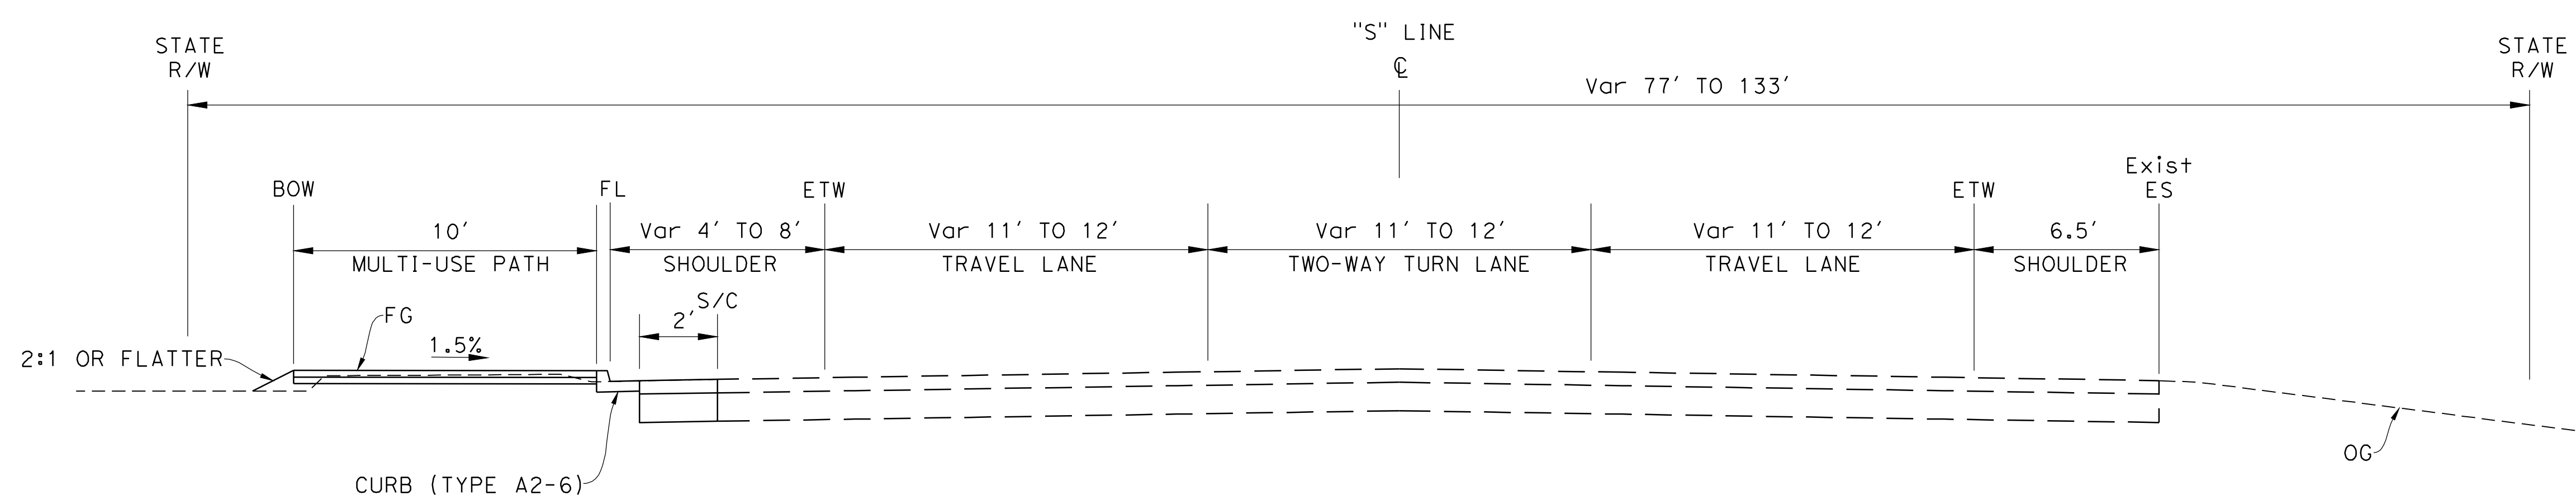 "S" LINE
℄
STATE
R/W
STATE
R/W
Var 77' TO 133'
BOW
FL
ETW
ETW
Exist
ES
10'
MULTI-USE PATH
Var 4' TO 8'
SHOULDER
Var 11' TO 12'
TRAVEL LANE
Var 11' TO 12'
TWO-WAY TURN LANE
Var 11' TO 12'
TRAVEL LANE
6.5'
SHOULDER
S/C
2'
FG
1.5%
2:1 OR FLATTER
CURB (TYPE A2-6)
OG